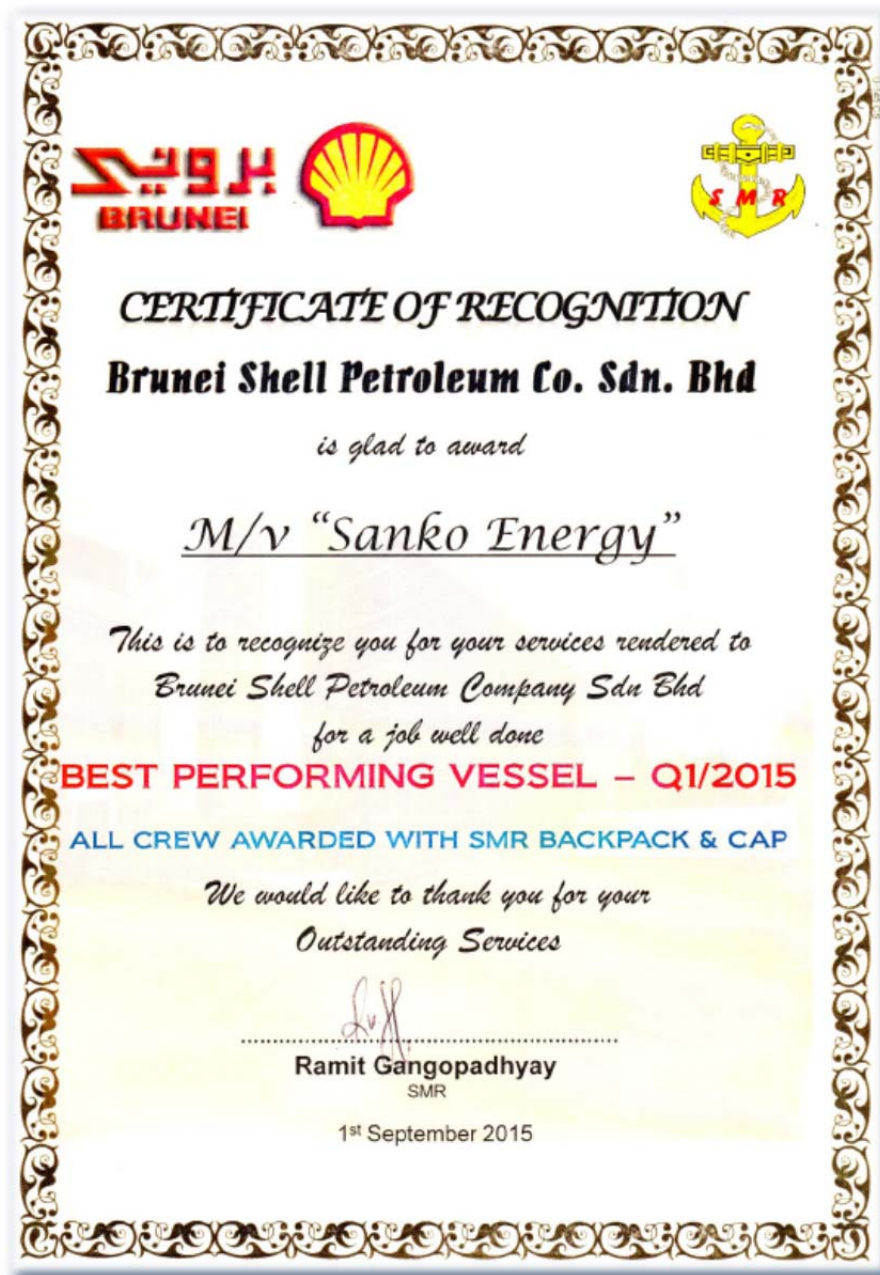 بروني
BRUNEI
S M R
CERTIFICATE OF RECOGNITION
Brunei Shell Petroleum Co. Sdn. Bhd
is glad to award
M/v “Sanko Energy”
This is to recognize you for your services rendered to
Brunei Shell Petroleum Company Sdn Bhd
for a job well done
BEST PERFORMING VESSEL – Q1/2015
ALL CREW AWARDED WITH SMR BACKPACK & CAP
We would like to thank you for your
Outstanding Services
Ramit Gangopadhyay
SMR
1st September 2015